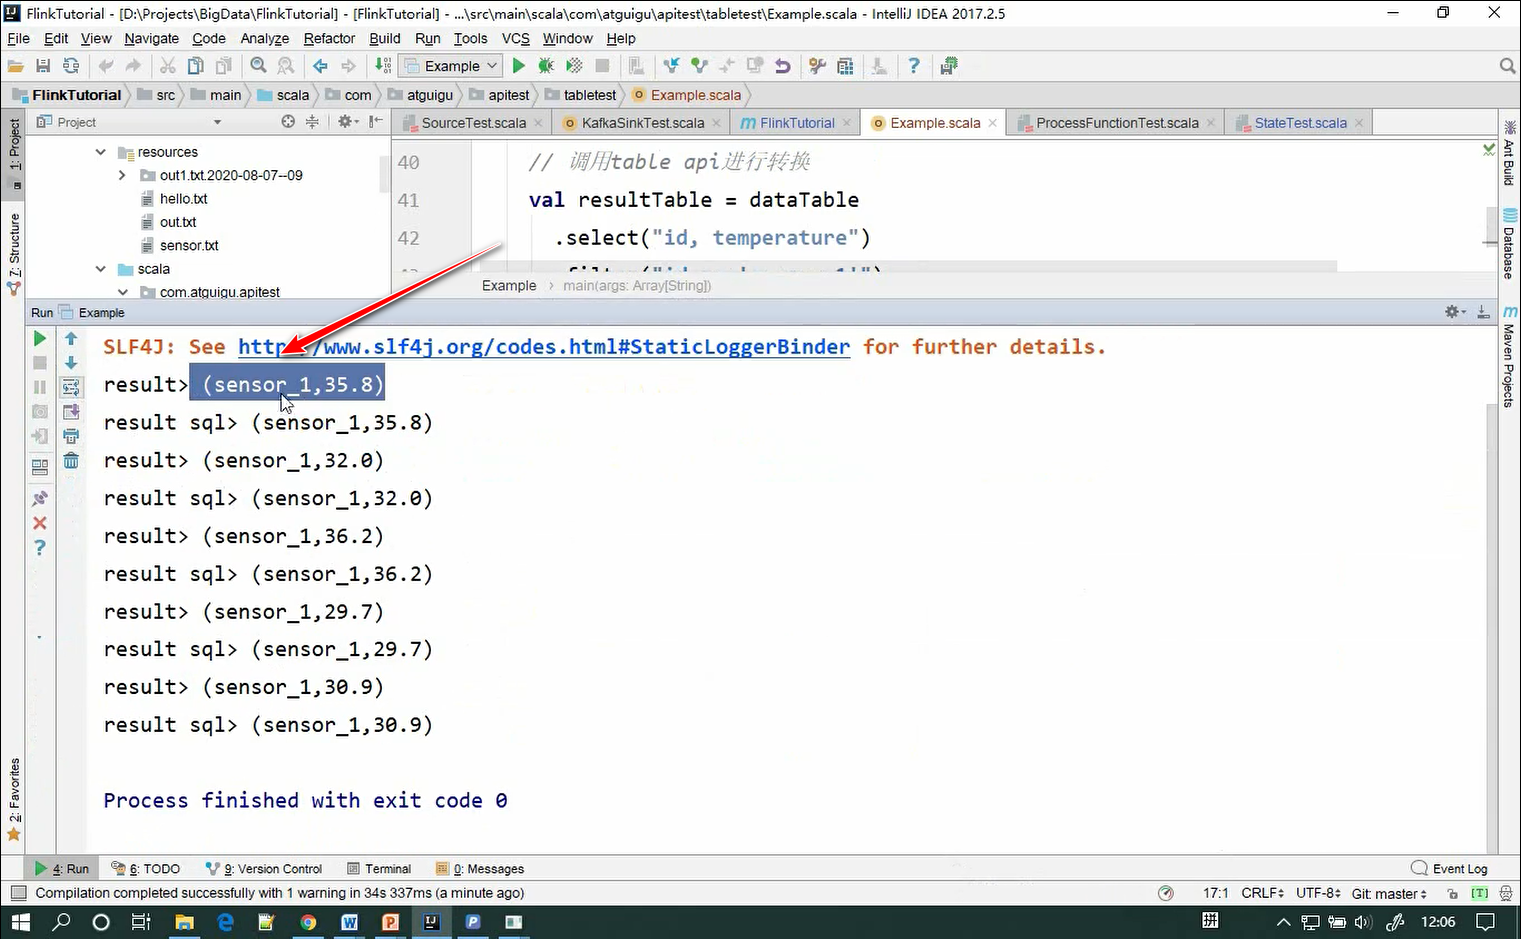 FlinkTutorial - [D:\Projects\BigData\FlinkTutorial] - [FlinkTutorial] - ...\src\main\scala\com\atguigu\apitest\tabletest\Example.scala - IntelliJ IDEA 2017.2.5
File Edit View Navigate Code Analyze Refactor Build Run Tools VCS Window Help
Example
FlinkTutorial src main scala com atguigu apitest tabletest Example.scala
Project
SourceTest.scala KafkaSinkTest.scala FlinkTutorial Example.scala ProcessFunctionTest.scala StateTest.scala
1: Project
Z: Structure
2: Favorites
resources
out1.txt.2020-08-07--09
hello.txt
out.txt
sensor.txt
scala
com.atguigu.apitest
40 // 调用table api进行转换
41 val resultTable = dataTable
42 .select("id, temperature")
Example › main(args: Array[String])
Ant Build
Database
Maven Projects
Run Example
SLF4J: See http://www.slf4j.org/codes.html#StaticLoggerBinder for further details.
result> (sensor_1,35.8)
result sql> (sensor_1,35.8)
result> (sensor_1,32.0)
result sql> (sensor_1,32.0)
result> (sensor_1,36.2)
result sql> (sensor_1,36.2)
result> (sensor_1,29.7)
result sql> (sensor_1,29.7)
result> (sensor_1,30.9)
result sql> (sensor_1,30.9)
Process finished with exit code 0
4: Run 6: TODO 9: Version Control Terminal 0: Messages Event Log
Compilation completed successfully with 1 warning in 34s 337ms (a minute ago) 17:1 CRLF UTF-8 Git: master [T]
拼 12:06